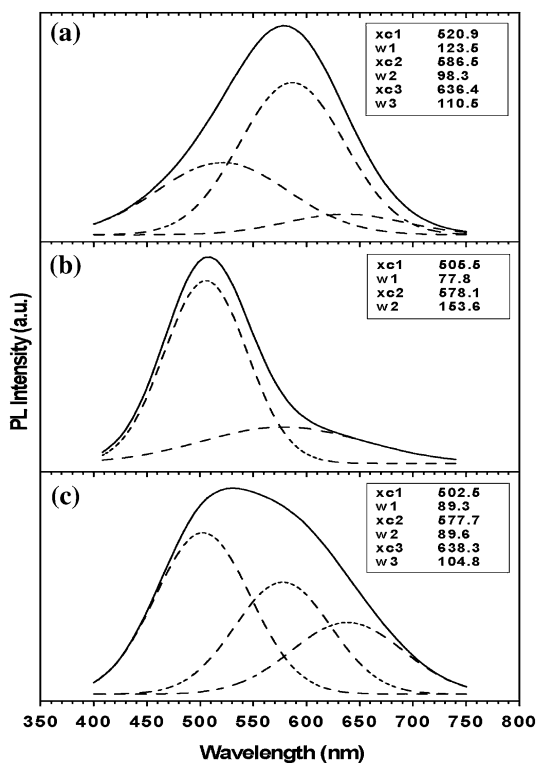 (a)
xc1 520.9
w1 123.5
xc2 586.5
w2 98.3
xc3 636.4
w3 110.5
(b)
xc1 505.5
w1 77.8
xc2 578.1
w2 153.6
(c)
xc1 502.5
w1 89.3
xc2 577.7
w2 89.6
xc3 638.3
w3 104.8
PL Intensity (a.u.)
350 400 450 500 550 600 650 700 750 800
Wavelength (nm)